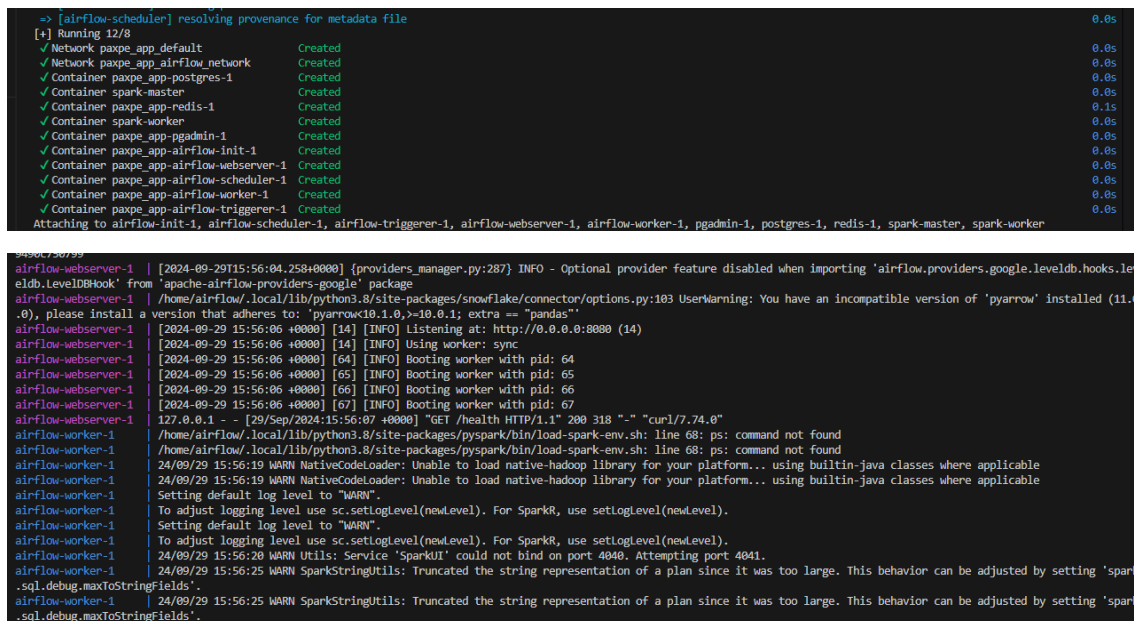 => [airflow-scheduler] resolving provenance for metadata file 0.0s
[+] Running 12/8
✓ Network paxpe_app_default Created 0.0s
✓ Network paxpe_app_airflow_network Created 0.0s
✓ Container paxpe_app-postgres-1 Created 0.0s
✓ Container spark-master Created 0.0s
✓ Container paxpe_app-redis-1 Created 0.1s
✓ Container spark-worker Created 0.0s
✓ Container paxpe_app-pgadmin-1 Created 0.0s
✓ Container paxpe_app-airflow-init-1 Created 0.0s
✓ Container paxpe_app-airflow-webserver-1 Created 0.0s
✓ Container paxpe_app-airflow-scheduler-1 Created 0.0s
✓ Container paxpe_app-airflow-worker-1 Created 0.0s
✓ Container paxpe_app-airflow-triggerer-1 Created 0.0s
Attaching to airflow-init-1, airflow-scheduler-1, airflow-triggerer-1, airflow-webserver-1, airflow-worker-1, pgadmin-1, postgres-1, redis-1, spark-master, spark-worker
9490c750799
airflow-webserver-1 | [2024-09-29T15:56:04.258+0000] {providers_manager.py:287} INFO - Optional provider feature disabled when importing 'airflow.providers.google.leveldb.hooks.lev
eldb.LevelDBHook' from 'apache-airflow-providers-google' package
airflow-webserver-1 | /home/airflow/.local/lib/python3.8/site-packages/snowflake/connector/options.py:103 UserWarning: You have an incompatible version of 'pyarrow' installed (11.0
.0), please install a version that adheres to: 'pyarrow<10.1.0,>=10.0.1; extra == "pandas"'
airflow-webserver-1 | [2024-09-29 15:56:06 +0000] [14] [INFO] Listening at: http://0.0.0.0:8080 (14)
airflow-webserver-1 | [2024-09-29 15:56:06 +0000] [14] [INFO] Using worker: sync
airflow-webserver-1 | [2024-09-29 15:56:06 +0000] [64] [INFO] Booting worker with pid: 64
airflow-webserver-1 | [2024-09-29 15:56:06 +0000] [65] [INFO] Booting worker with pid: 65
airflow-webserver-1 | [2024-09-29 15:56:06 +0000] [66] [INFO] Booting worker with pid: 66
airflow-webserver-1 | [2024-09-29 15:56:06 +0000] [67] [INFO] Booting worker with pid: 67
airflow-webserver-1 | 127.0.0.1 - - [29/Sep/2024:15:56:07 +0000] "GET /health HTTP/1.1" 200 318 "-" "curl/7.74.0"
airflow-worker-1 | /home/airflow/.local/lib/python3.8/site-packages/pyspark/bin/load-spark-env.sh: line 68: ps: command not found
airflow-worker-1 | /home/airflow/.local/lib/python3.8/site-packages/pyspark/bin/load-spark-env.sh: line 68: ps: command not found
airflow-worker-1 | 24/09/29 15:56:19 WARN NativeCodeLoader: Unable to load native-hadoop library for your platform... using builtin-java classes where applicable
airflow-worker-1 | 24/09/29 15:56:19 WARN NativeCodeLoader: Unable to load native-hadoop library for your platform... using builtin-java classes where applicable
airflow-worker-1 | Setting default log level to "WARN".
airflow-worker-1 | To adjust logging level use sc.setLogLevel(newLevel). For SparkR, use setLogLevel(newLevel).
airflow-worker-1 | Setting default log level to "WARN".
airflow-worker-1 | To adjust logging level use sc.setLogLevel(newLevel). For SparkR, use setLogLevel(newLevel).
airflow-worker-1 | 24/09/29 15:56:20 WARN Utils: Service 'SparkUI' could not bind on port 4040. Attempting port 4041.
airflow-worker-1 | 24/09/29 15:56:25 WARN SparkStringUtils: Truncated the string representation of a plan since it was too large. This behavior can be adjusted by setting 'spark
.sql.debug.maxToStringFields'.
airflow-worker-1 | 24/09/29 15:56:25 WARN SparkStringUtils: Truncated the string representation of a plan since it was too large. This behavior can be adjusted by setting 'spark
.sql.debug.maxToStringFields'.